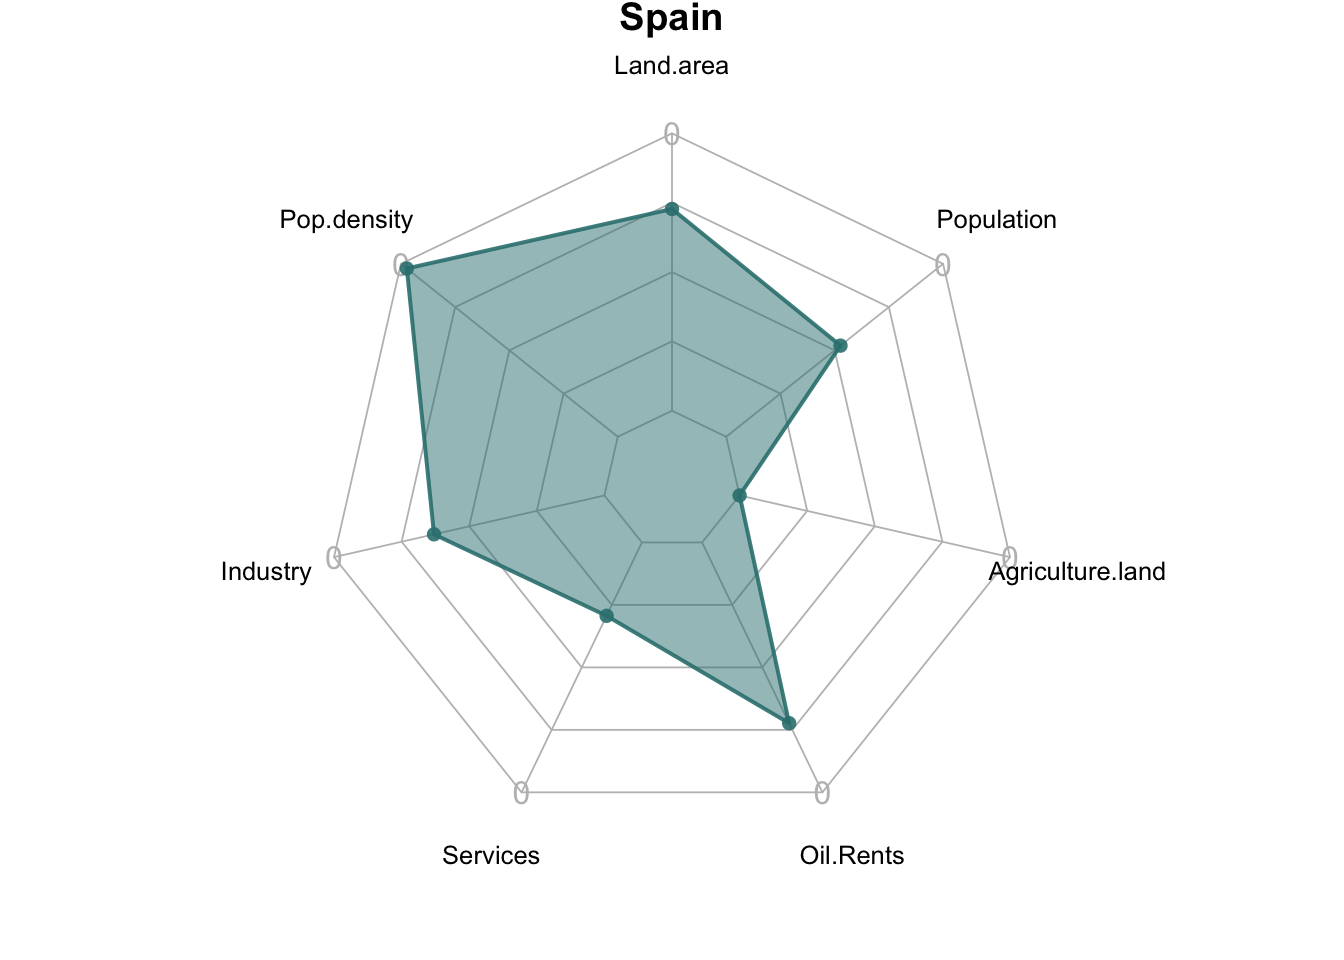 Spain
Land.area
0
Pop.density
Population
0
0
Industry
0
0
Agriculture.land
0
0
Services
Oil.Rents